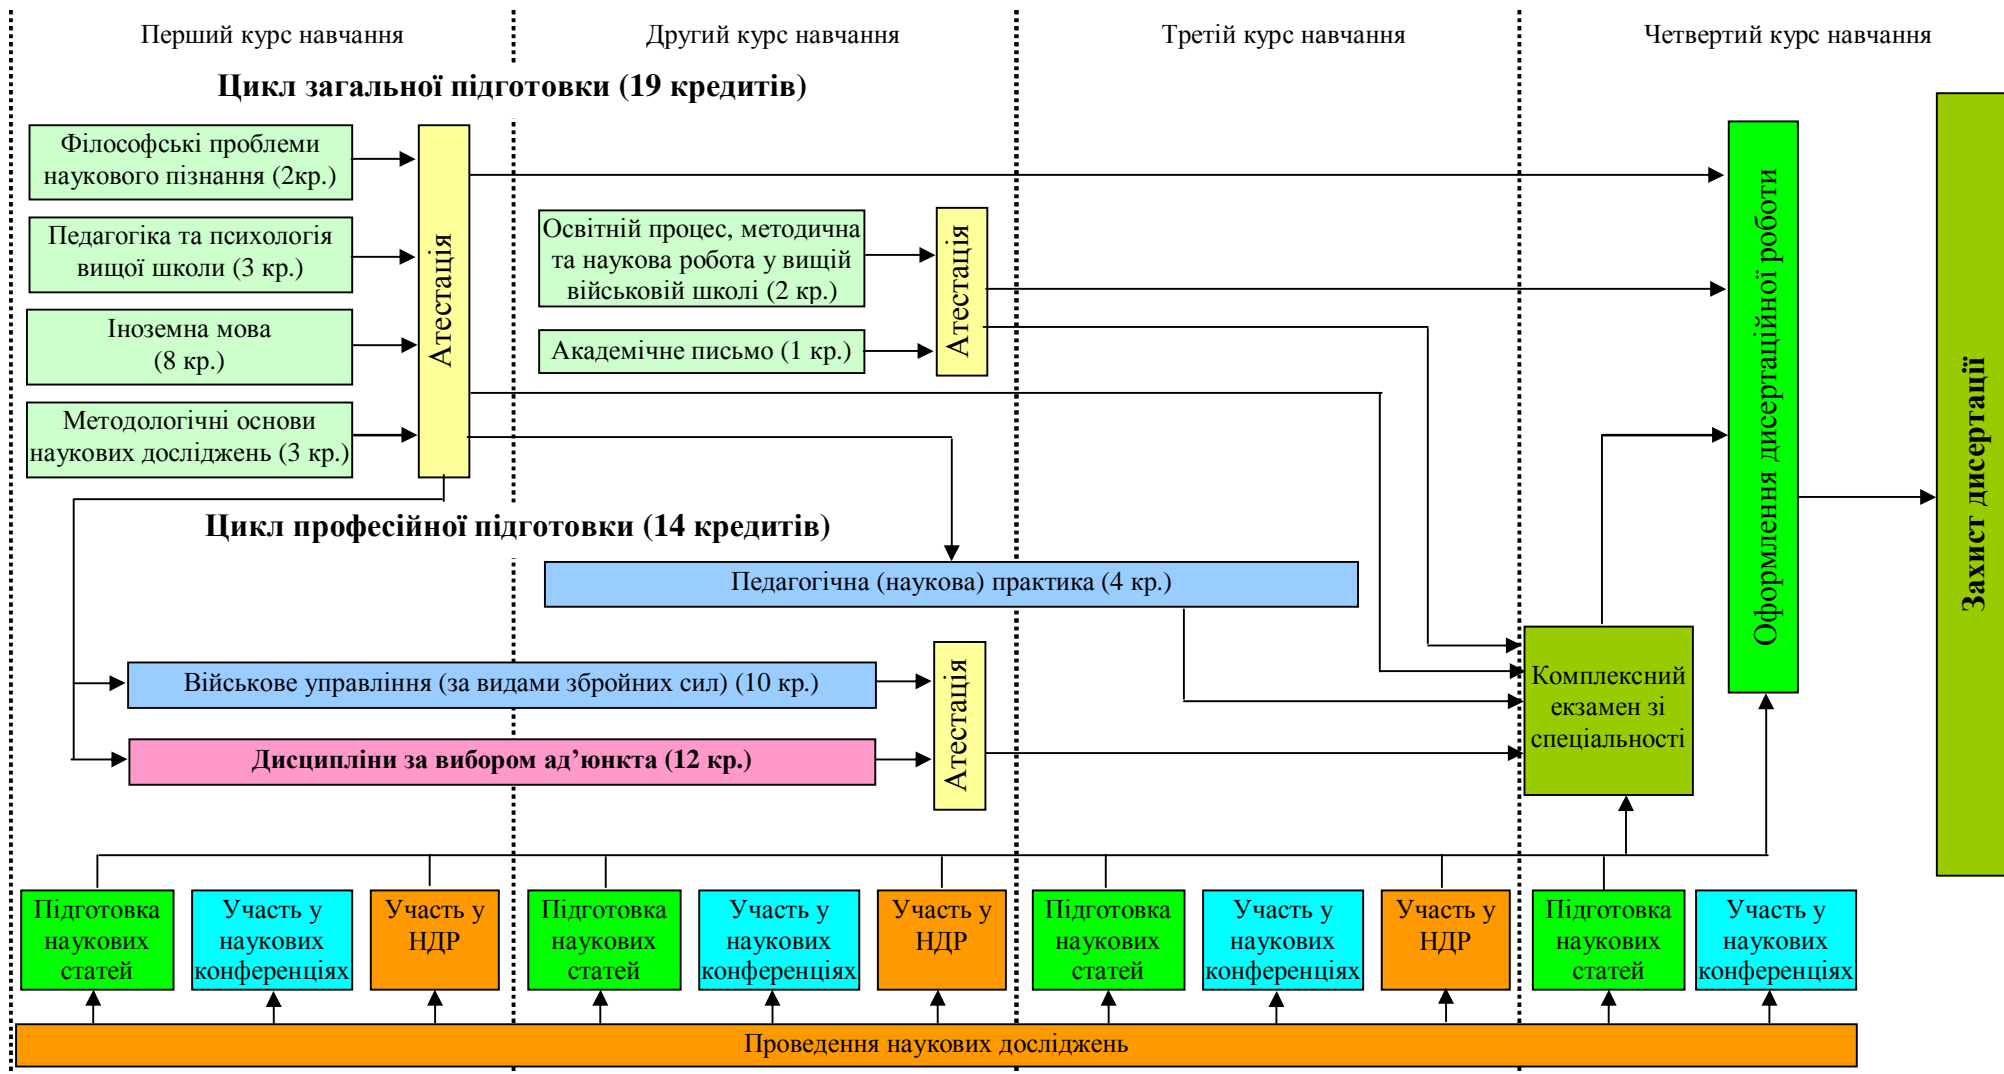 Перший курс навчання
Другий курс навчання
Третій курс навчання
Четвертий курс навчання
Цикл загальної підготовки (19 кредитів)
Філософські проблеми
наукового пізнання (2кр.)
Педагогіка та психологія
вищої школи (3 кр.)
Іноземна мова
(8 кр.)
Методологічні основи
наукових досліджень (3 кр.)
Атестація
Освітній процес, методична
та наукова робота у вищій
військовій школі (2 кр.)
Академічне письмо (1 кр.)
Атестація
Оформлення дисертаційної роботи
Захист дисертації
Цикл професійної підготовки (14 кредитів)
Педагогічна (наукова) практика (4 кр.)
Військове управління (за видами збройних сил) (10 кр.)
Дисципліни за вибором ад’юнкта (12 кр.)
Атестація
Комплексний
екзамен зі
спеціальності
Підготовка
наукових
статей
Участь у
наукових
конференціях
Участь у
НДР
Підготовка
наукових
статей
Участь у
наукових
конференціях
Участь у
НДР
Підготовка
наукових
статей
Участь у
наукових
конференціях
Участь у
НДР
Підготовка
наукових
статей
Участь у
наукових
конференціях
Проведення наукових досліджень